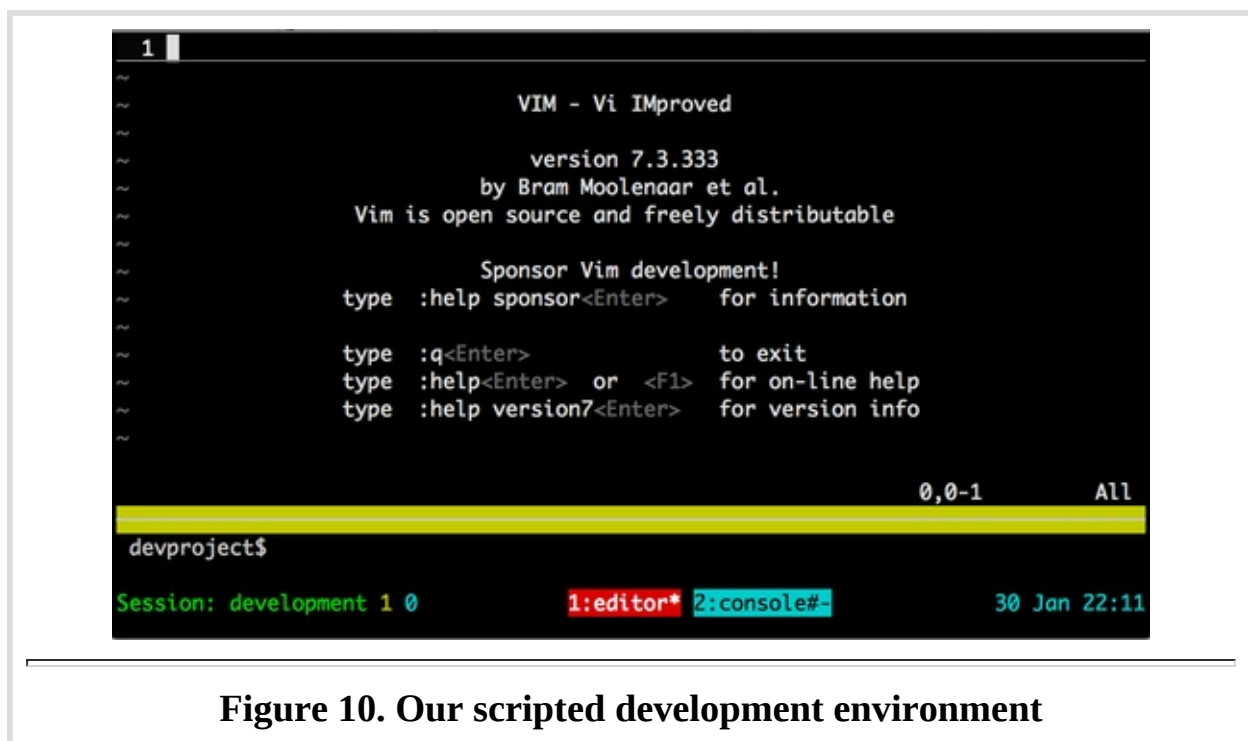 1
~
~ VIM - Vi IMproved
~
~ version 7.3.333
~ by Bram Moolenaar et al.
~ Vim is open source and freely distributable
~
~ Sponsor Vim development!
~ type :help sponsor<Enter> for information
~
~ type :q<Enter> to exit
~ type :help<Enter> or <F1> for on-line help
~ type :help version7<Enter> for version info
~
0,0-1 All
devproject$
Session: development 1 0 1:editor* 2:console#- 30 Jan 22:11
Figure 10. Our scripted development environment